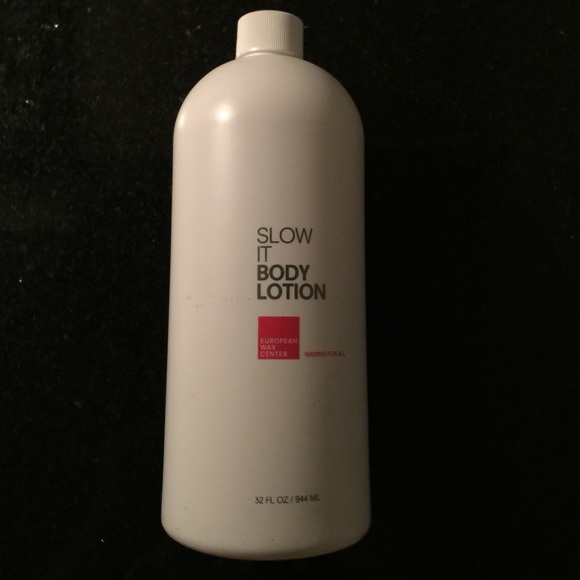 SLOW
IT
BODY
LOTION
EUROPEAN
WAX
CENTER
WAXING FOR ALL
32 FL OZ / 944 ML